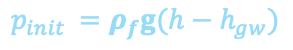 p_init = ρ_f g(h − h_gw)